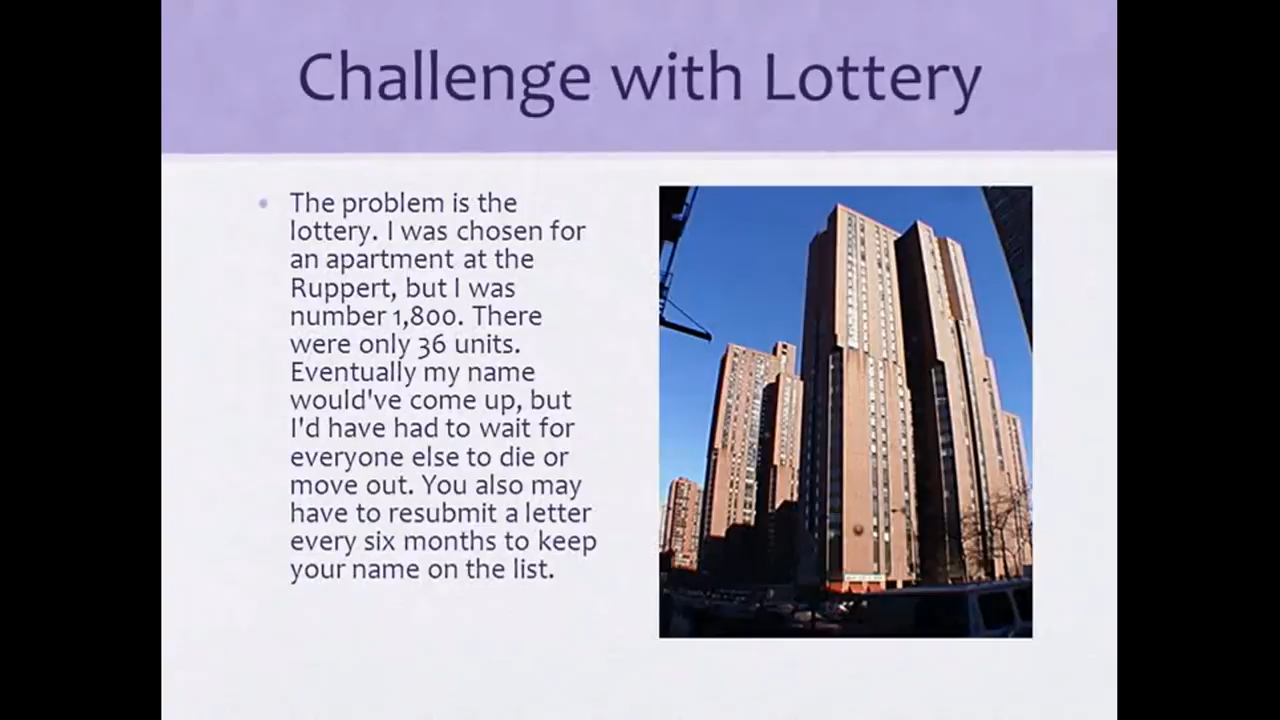 Challenge with Lottery
• The problem is the
lottery. I was chosen for
an apartment at the
Ruppert, but I was
number 1,800. There
were only 36 units.
Eventually my name
would've come up, but
I'd have had to wait for
everyone else to die or
move out. You also may
have to resubmit a letter
every six months to keep
your name on the list.